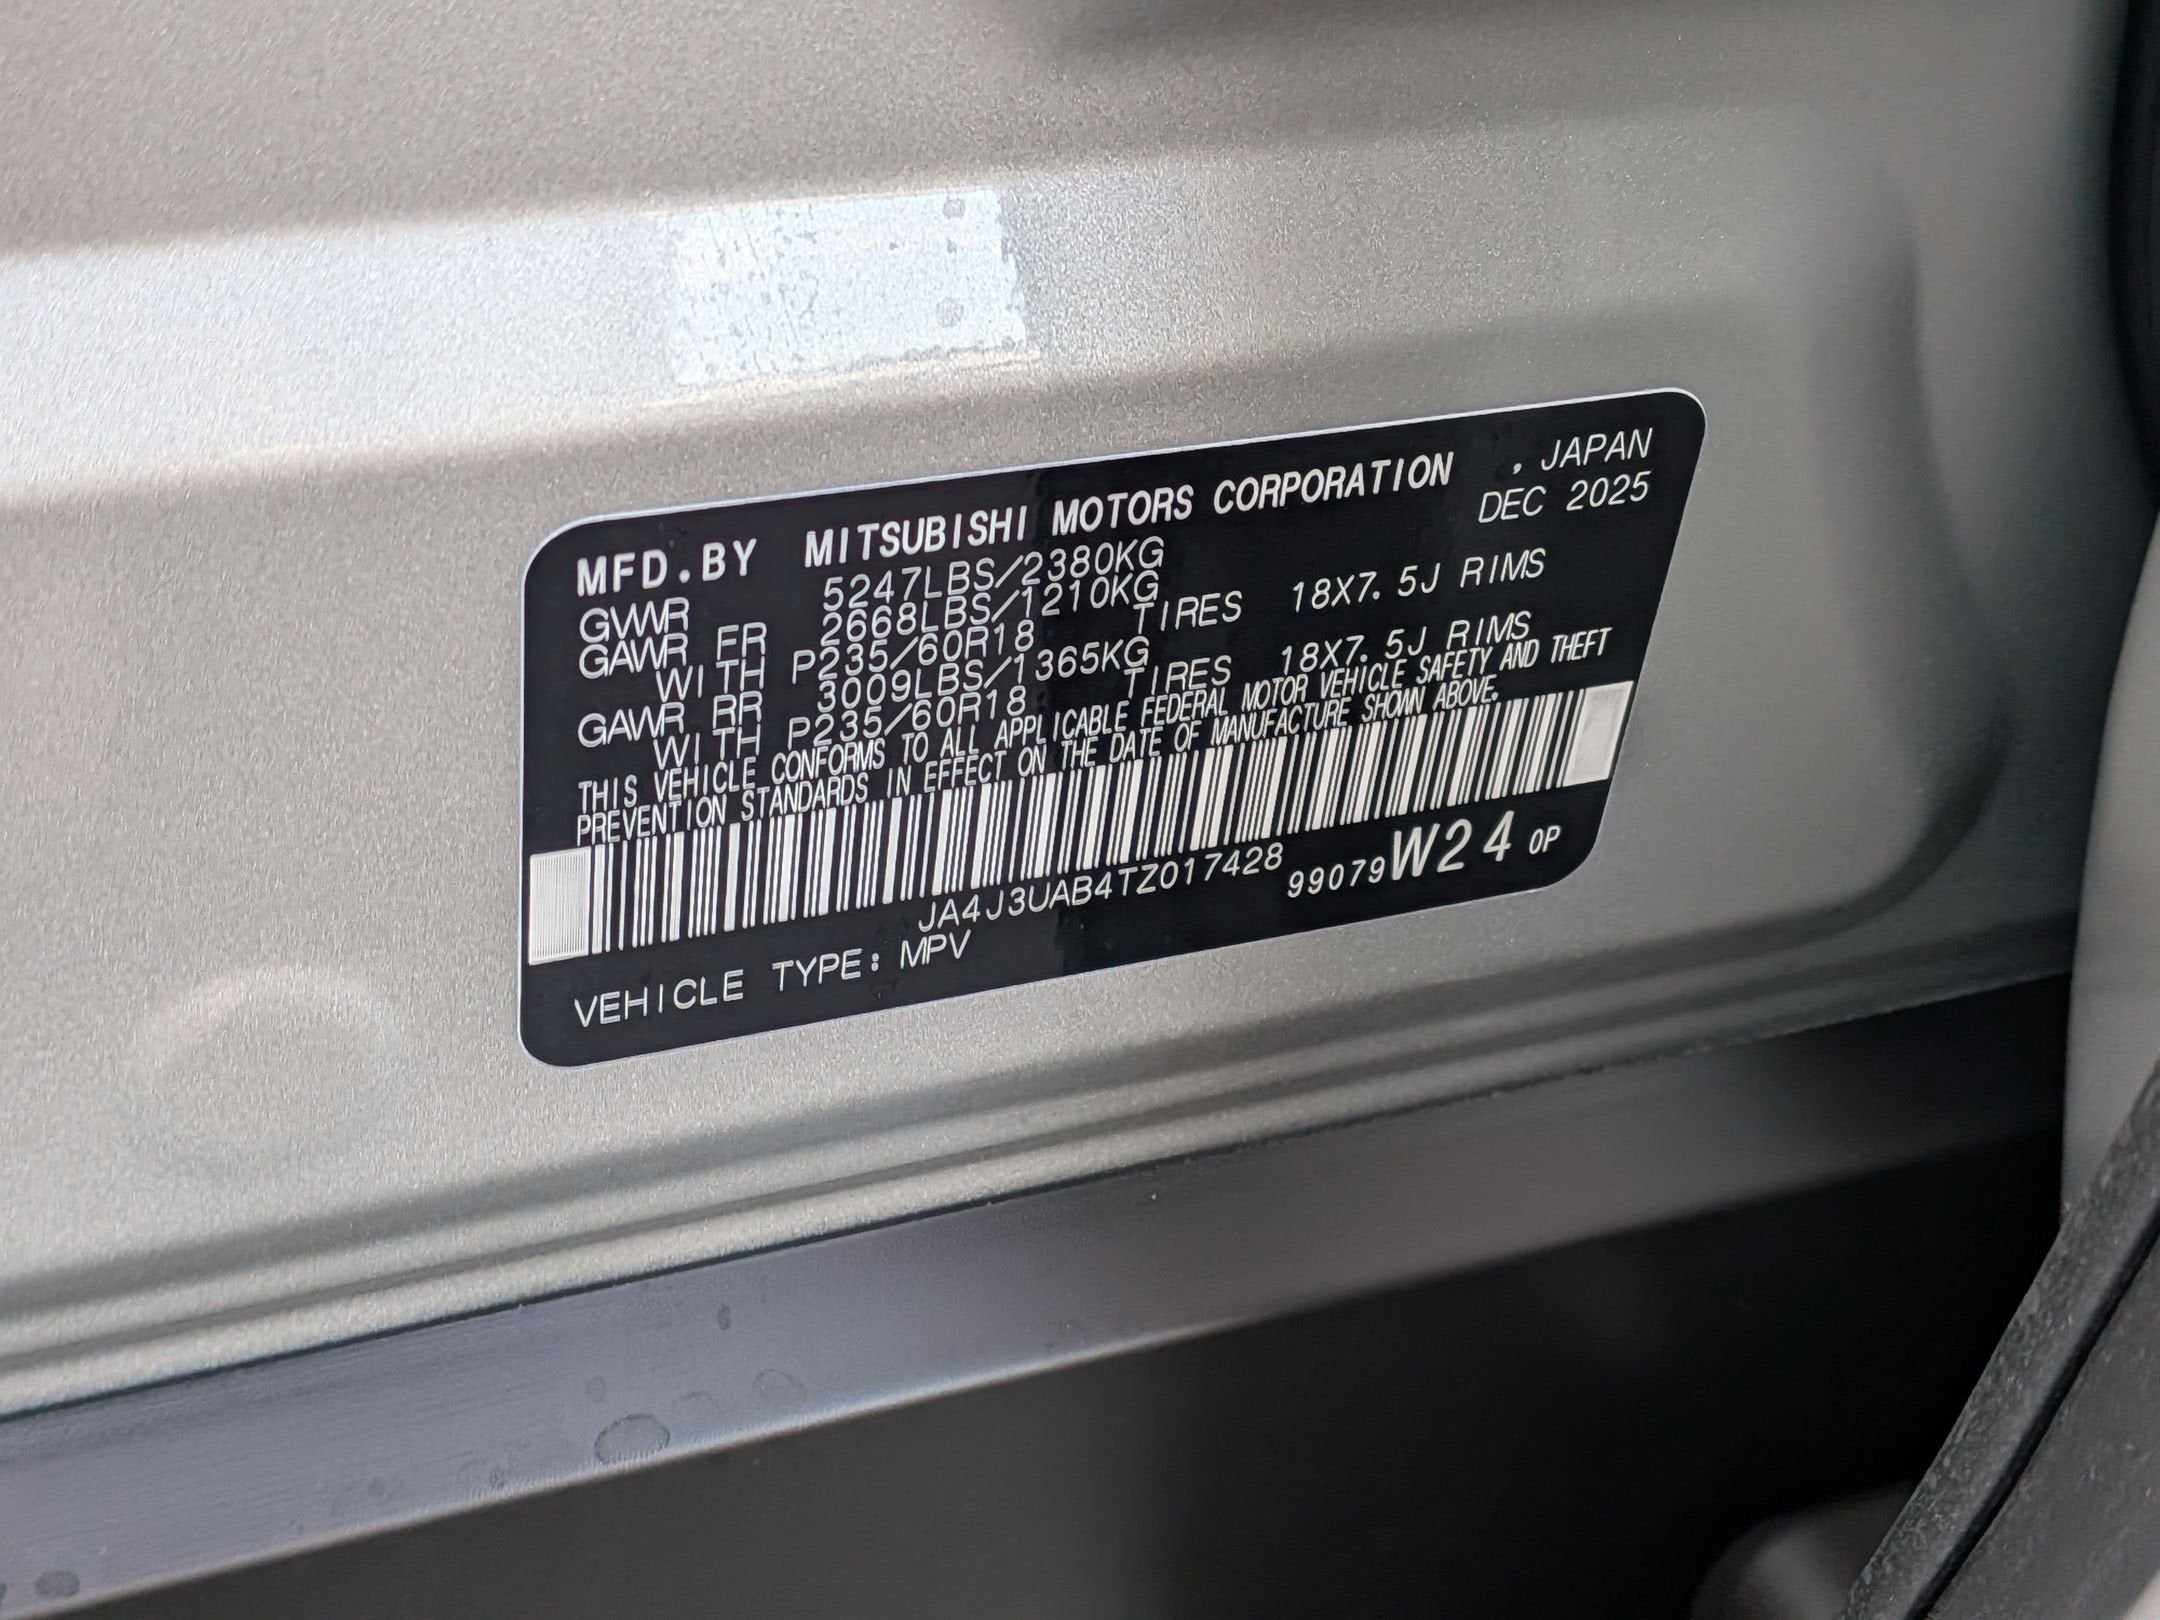 MFD.BY MITSUBISHI MOTORS CORPORATION , JAPAN
DEC 2025
GVWR 5247LBS/2380KG
GAWR FR 2668LBS/1210KG
WITH P235/60R18 TIRES 18X7.5J RIMS
GAWR RR 3009LBS/1365KG
WITH P235/60R18 TIRES 18X7.5J RIMS
THIS VEHICLE CONFORMS TO ALL APPLICABLE FEDERAL MOTOR VEHICLE SAFETY AND THEFT
PREVENTION STANDARDS IN EFFECT ON THE DATE OF MANUFACTURE SHOWN ABOVE.
JA4J3UAB4TZ017428 99079 W24 0P
VEHICLE TYPE: MPV